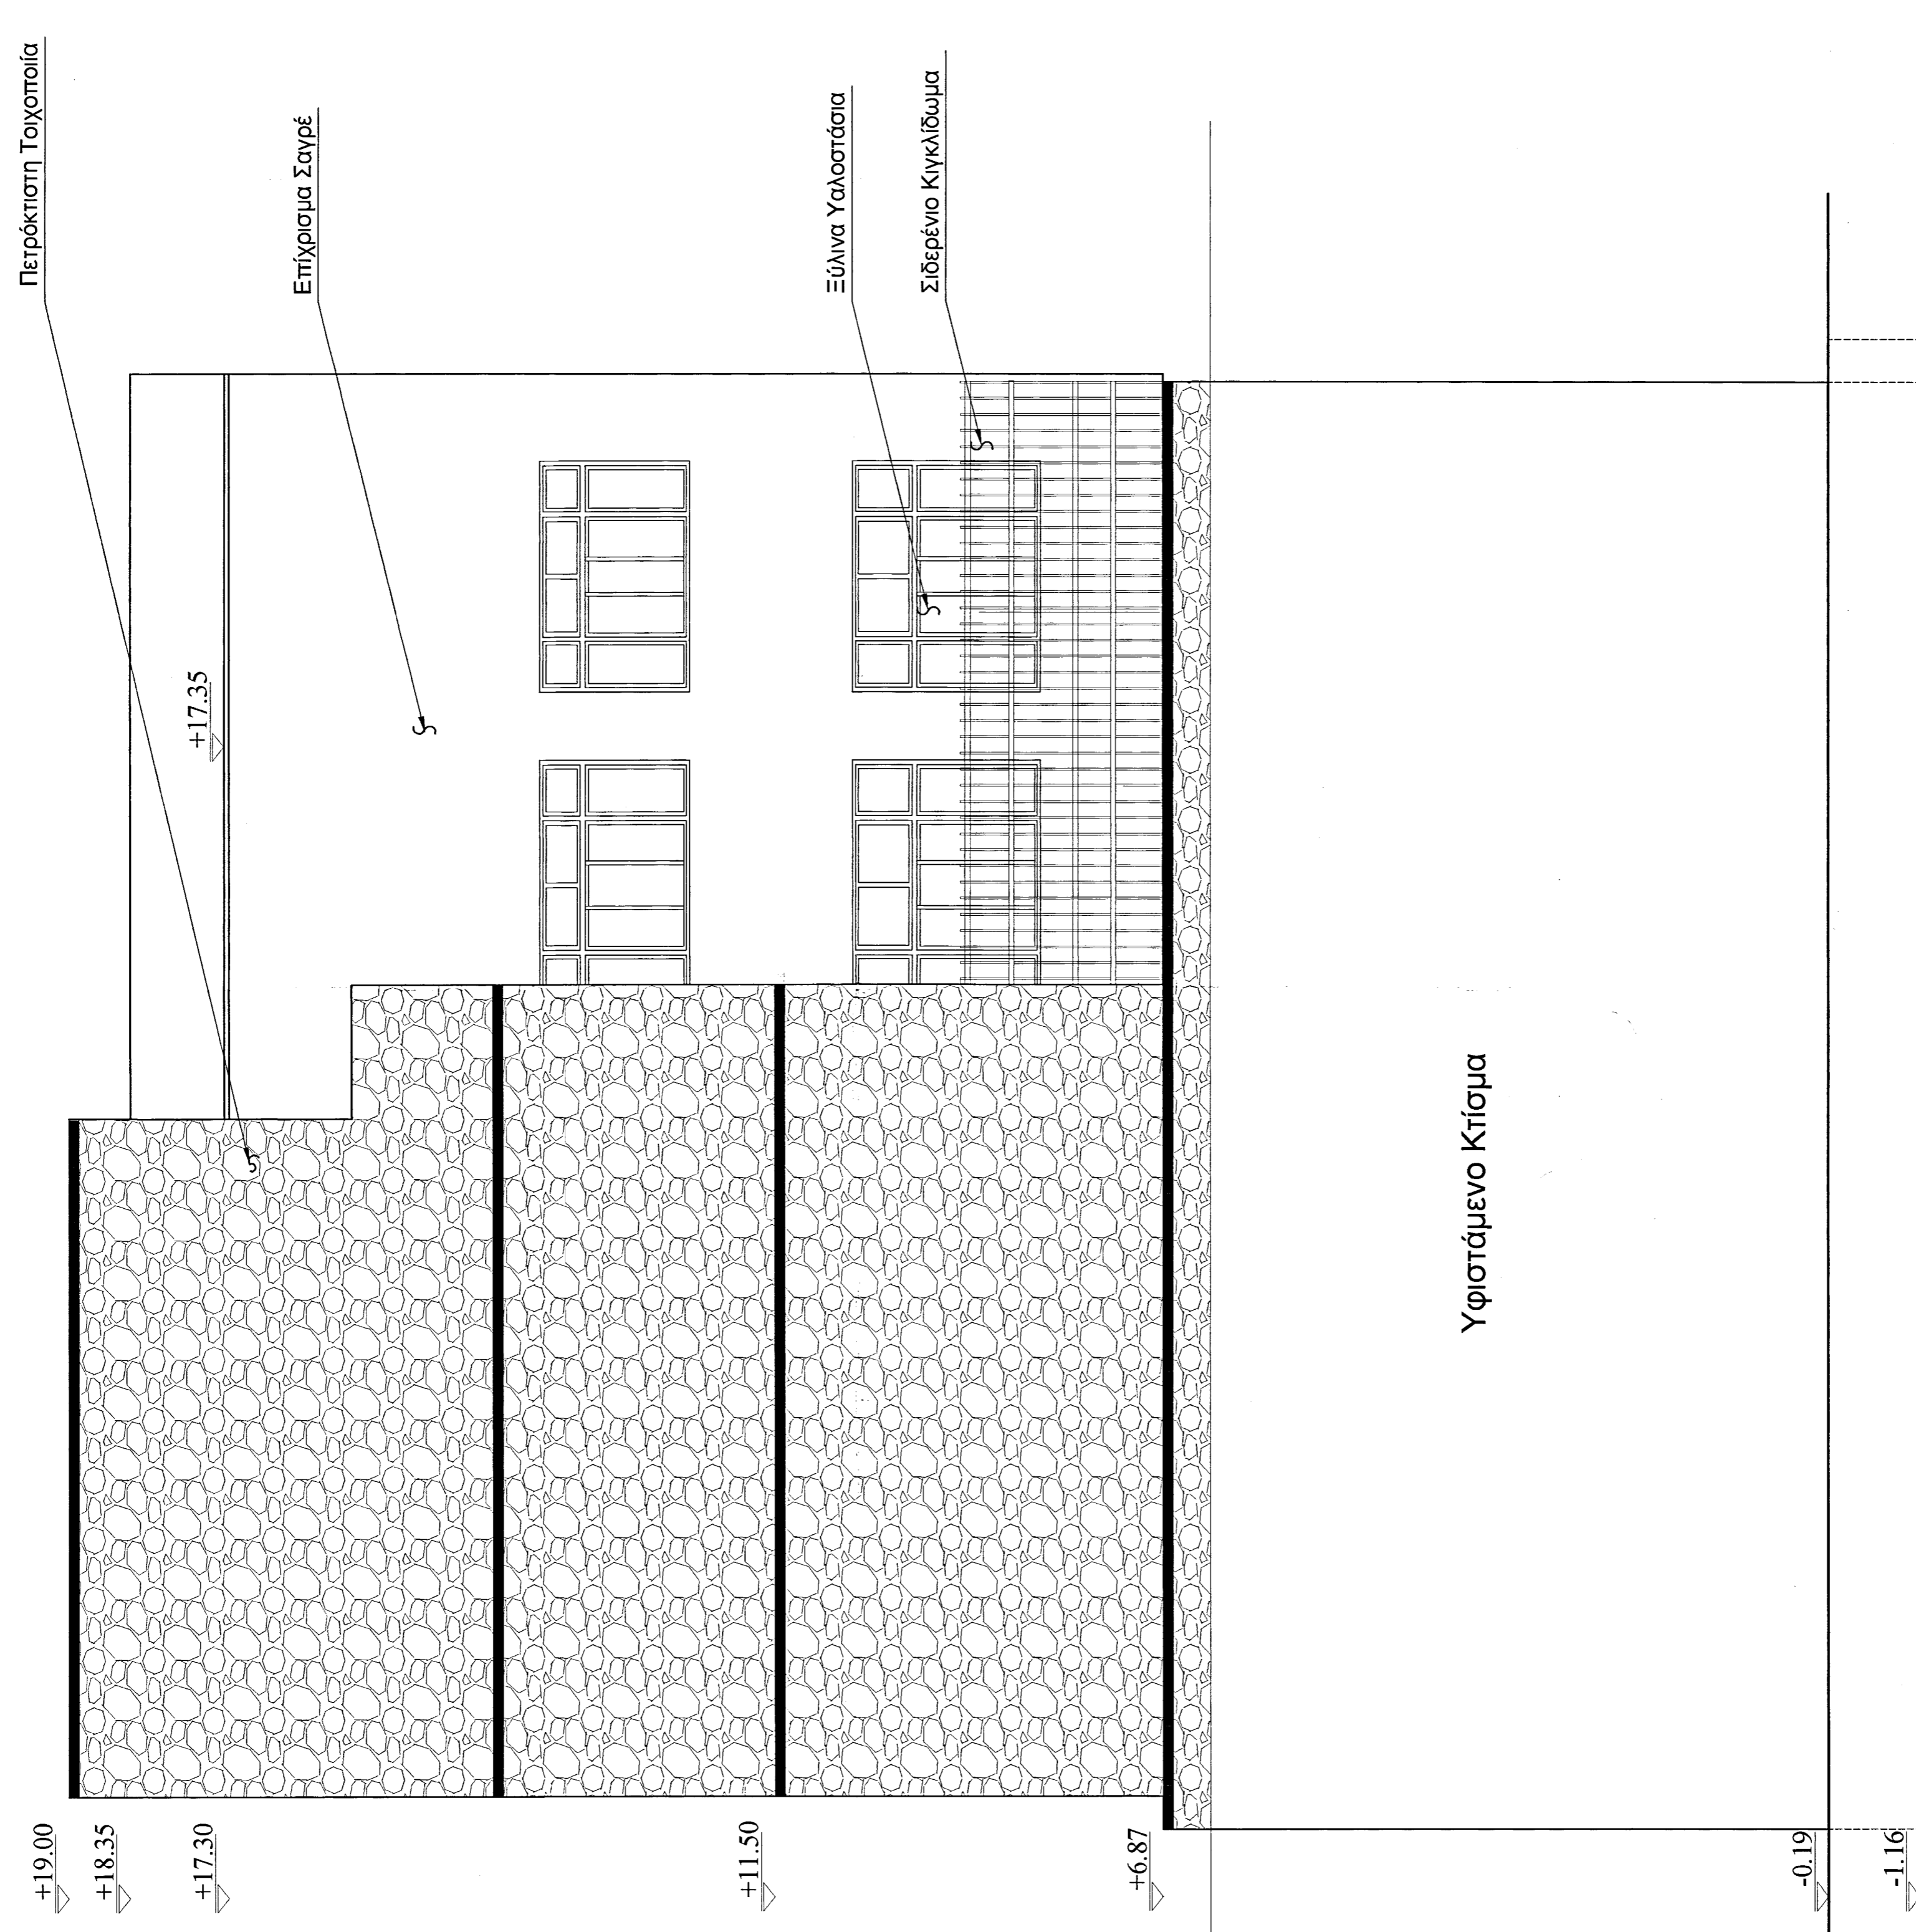 Πετρόκτιστη Τοιχοποιία
Επίχρισμα Σαγρέ
Ξύλινα Υαλοστάσια
Σιδερένιο Κιγκλίδωμα
+17.35
Υφιστάμενο Κτίσμα
+19.00
+18.35
+17.30
+11.50
+6.87
-0.19
-1.16